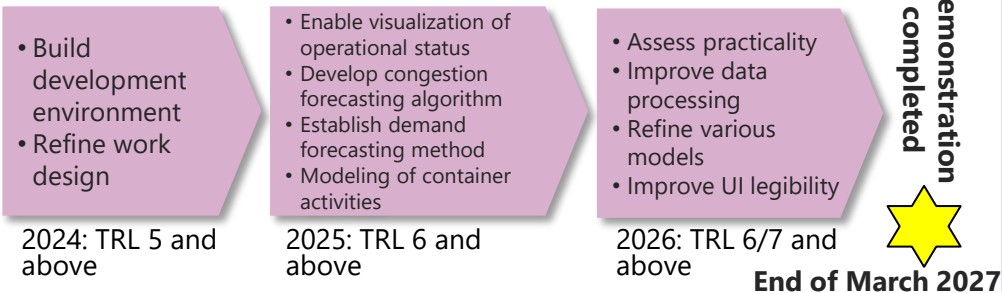 • Build
development
environment
• Refine work
design
2024: TRL 5 and
above
• Enable visualization of
operational status
• Develop congestion
forecasting algorithm
• Establish demand
forecasting method
• Modeling of container
activities
2025: TRL 6 and
above
• Assess practicality
• Improve data
processing
• Refine various
models
• Improve UI legibility
2026: TRL 6/7 and
above
emonstration
completed
End of March 2027